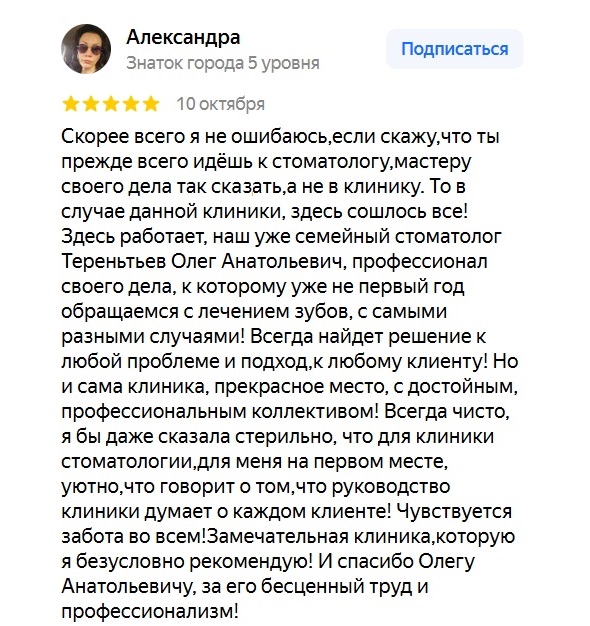 Александра
Подписаться
Знаток города 5 уровня
10 октября
Скорее всего я не ошибаюсь,если скажу,что ты
прежде всего идёшь к стоматологу,мастеру
своего дела так сказать,а не в клинику. То в
случае данной клиники, здесь сошлось все!
Здесь работает, наш уже семейный стоматолог
Тереньтьев Олег Анатольевич, профессионал
своего дела, к которому уже не первый год
обращаемся с лечением зубов, с самыми
разными случаями! Всегда найдет решение к
любой проблеме и подход,к любому клиенту! Но
и сама клиника, прекрасное место, с достойным,
профессиональным коллективом! Всегда чисто,
я бы даже сказала стерильно, что для клиники
стоматологии,для меня на первом месте,
уютно,что говорит о том,что руководство
клиники думает о каждом клиенте! Чувствуется
забота во всем!Замечательная клиника,которую
я безусловно рекомендую! И спасибо Олегу
Анатольевичу, за его бесценный труд и
профессионализм!